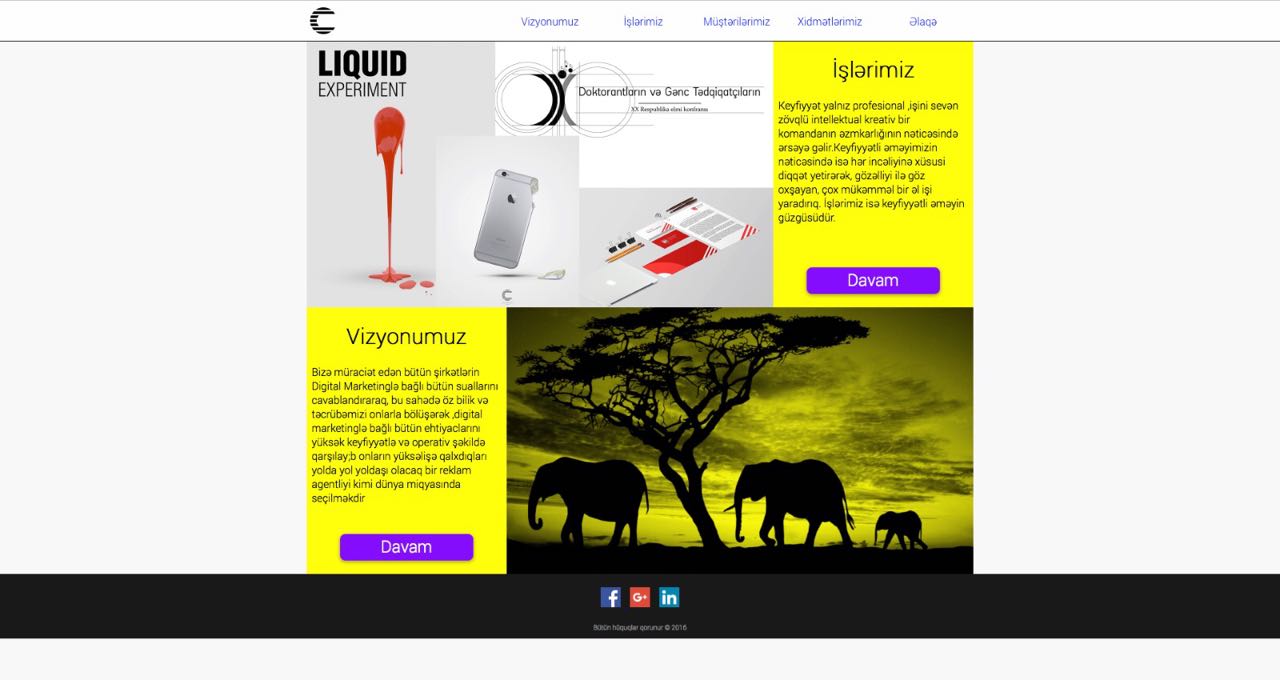 Vizyonumuz İşlərimiz Müştərilərimiz Xidmətlərimiz Əlaqə
LIQUID
EXPERIMENT
Doktorantların və Gənc Tədqiqatçıların
XX Respublika elmi konfransı
İşlərimiz
Keyfiyyət yalnız profesional ,işini sevən
zövqlü intellektual kreativ bir
komandanın əzmkarlığının nəticəsində
ərsəyə gəlir.Keyfiyyətli əməyimizin
nəticəsində isə hər incəliyinə xüsusi
diqqət yetirərək, gözəlliyi ilə göz
oxşayan, çox mükəmməl bir əl işi
yaradırıq. İşlərimiz isə keyfiyyətli əməyin
güzgüsüdür.
Davam
Vizyonumuz
Bizə müraciət edən bütün şirkətlərin
Digital Marketinglə bağlı bütün suallarını
cavablandıraraq, bu sahədə öz bilik və
təcrübəmizi onlarla bölüşərək ,digital
marketinglə bağlı bütün ehtiyaclarını
yüksək keyfiyyətlə və operativ şəkildə
qarşılay;b onların yüksəlişə qalxdıqları
yolda yol yoldaşı olacaq bir reklam
agentliyi kimi dünya miqyasında
seçilməkdir
Davam
Bütün hüquqlar qorunur © 2016